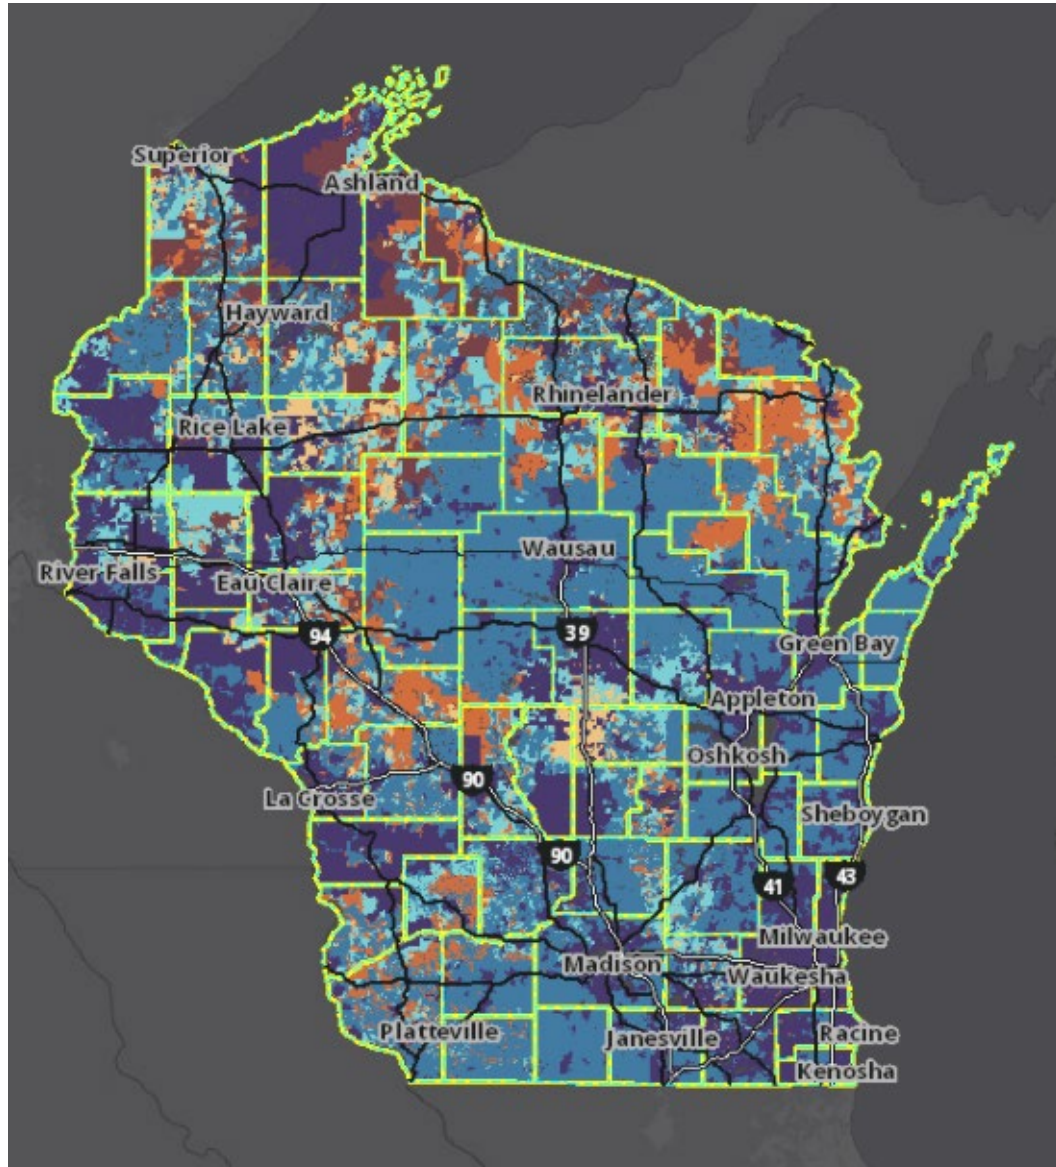 Superior
Ashland
Hayward
Rhinelander
Rice Lake
Wausau
River Falls
Eau Claire
94
39
Green Bay
Appleton
Oshkosh
90
La Crosse
Sheboygan
90
41
43
Milwaukee
Madison
Waukesha
Platteville
Janesville
Racine
Kenosha